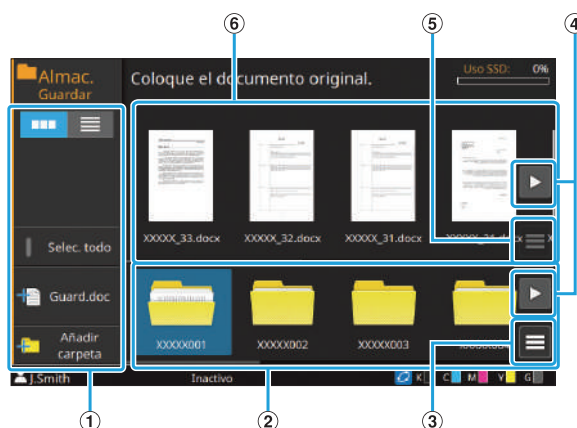 ⑥ ⑤ ④
Almac.
Guardar
Coloque el documento original.
Uso SSD: 0%
XXXXX_33.docx XXXXX_32.docx XXXXX_31.docx
Selec. todo
Guard.doc
Añadir
carpeta
XXXXX001 XXXXX002 XXXXX003
J.Smith Inactivo K C M Y G
① ② ③